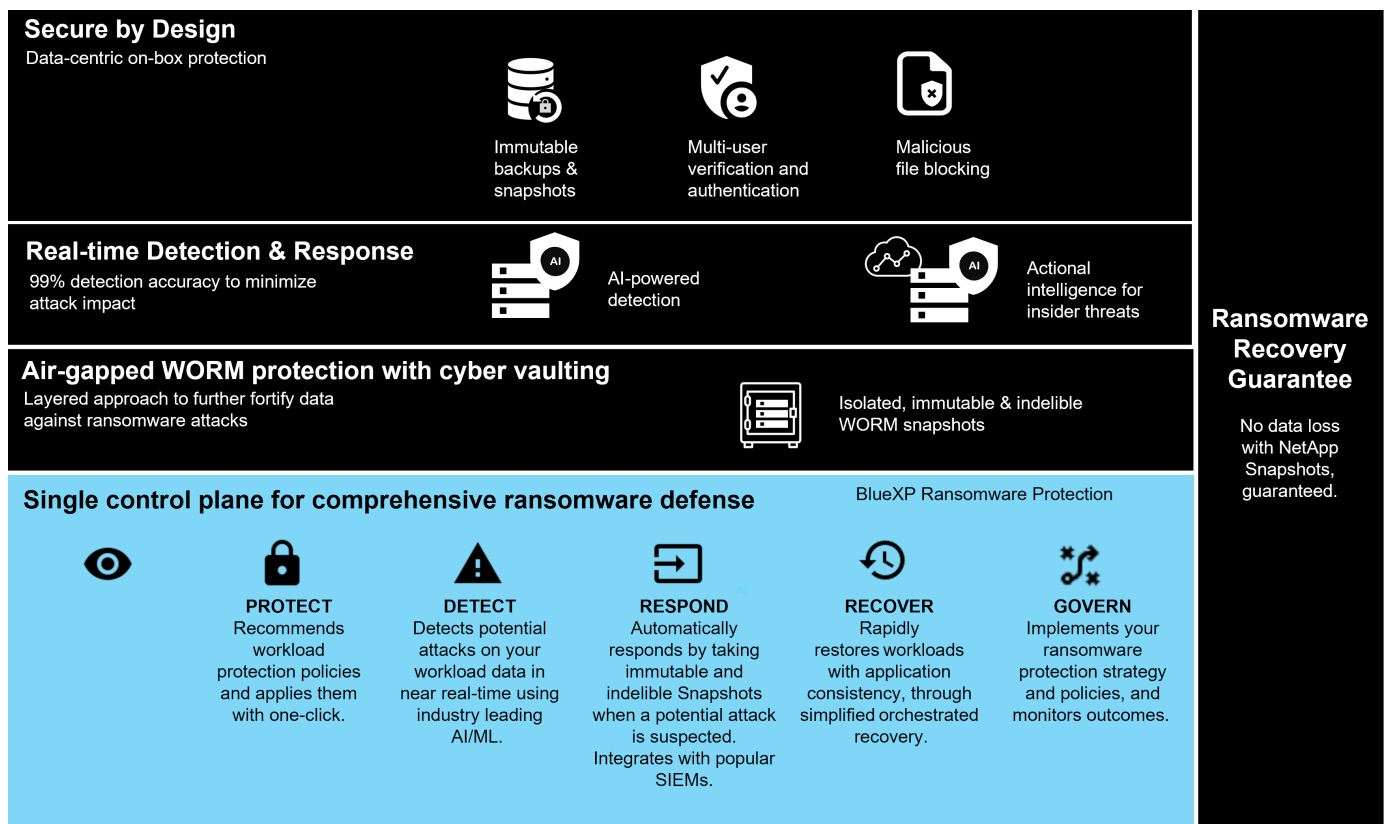 Secure by Design
Data-centric on-box protection
Immutable
backups &
snapshots
Multi-user
verification and
authentication
Malicious
file blocking
Real-time Detection & Response
99% detection accuracy to minimize
attack impact
AI
AI-powered
detection
AI
Actional
intelligence for
insider threats
Air-gapped WORM protection with cyber vaulting
Layered approach to further fortify data
against ransomware attacks
Isolated, immutable & indelible
WORM snapshots
Single control plane for comprehensive ransomware defense
BlueXP Ransomware Protection
PROTECT
Recommends
workload
protection policies
and applies them
with one-click.
DETECT
Detects potential
attacks on your
workload data in
near real-time using
industry leading
AI/ML.
RESPOND
Automatically
responds by taking
immutable and
indelible Snapshots
when a potential attack
is suspected.
Integrates with popular
SIEMs.
RECOVER
Rapidly
restores workloads
with application
consistency, through
simplified orchestrated
recovery.
GOVERN
Implements your
ransomware
protection strategy
and policies, and
monitors outcomes.
Ransomware
Recovery
Guarantee
No data loss
with NetApp
Snapshots,
guaranteed.